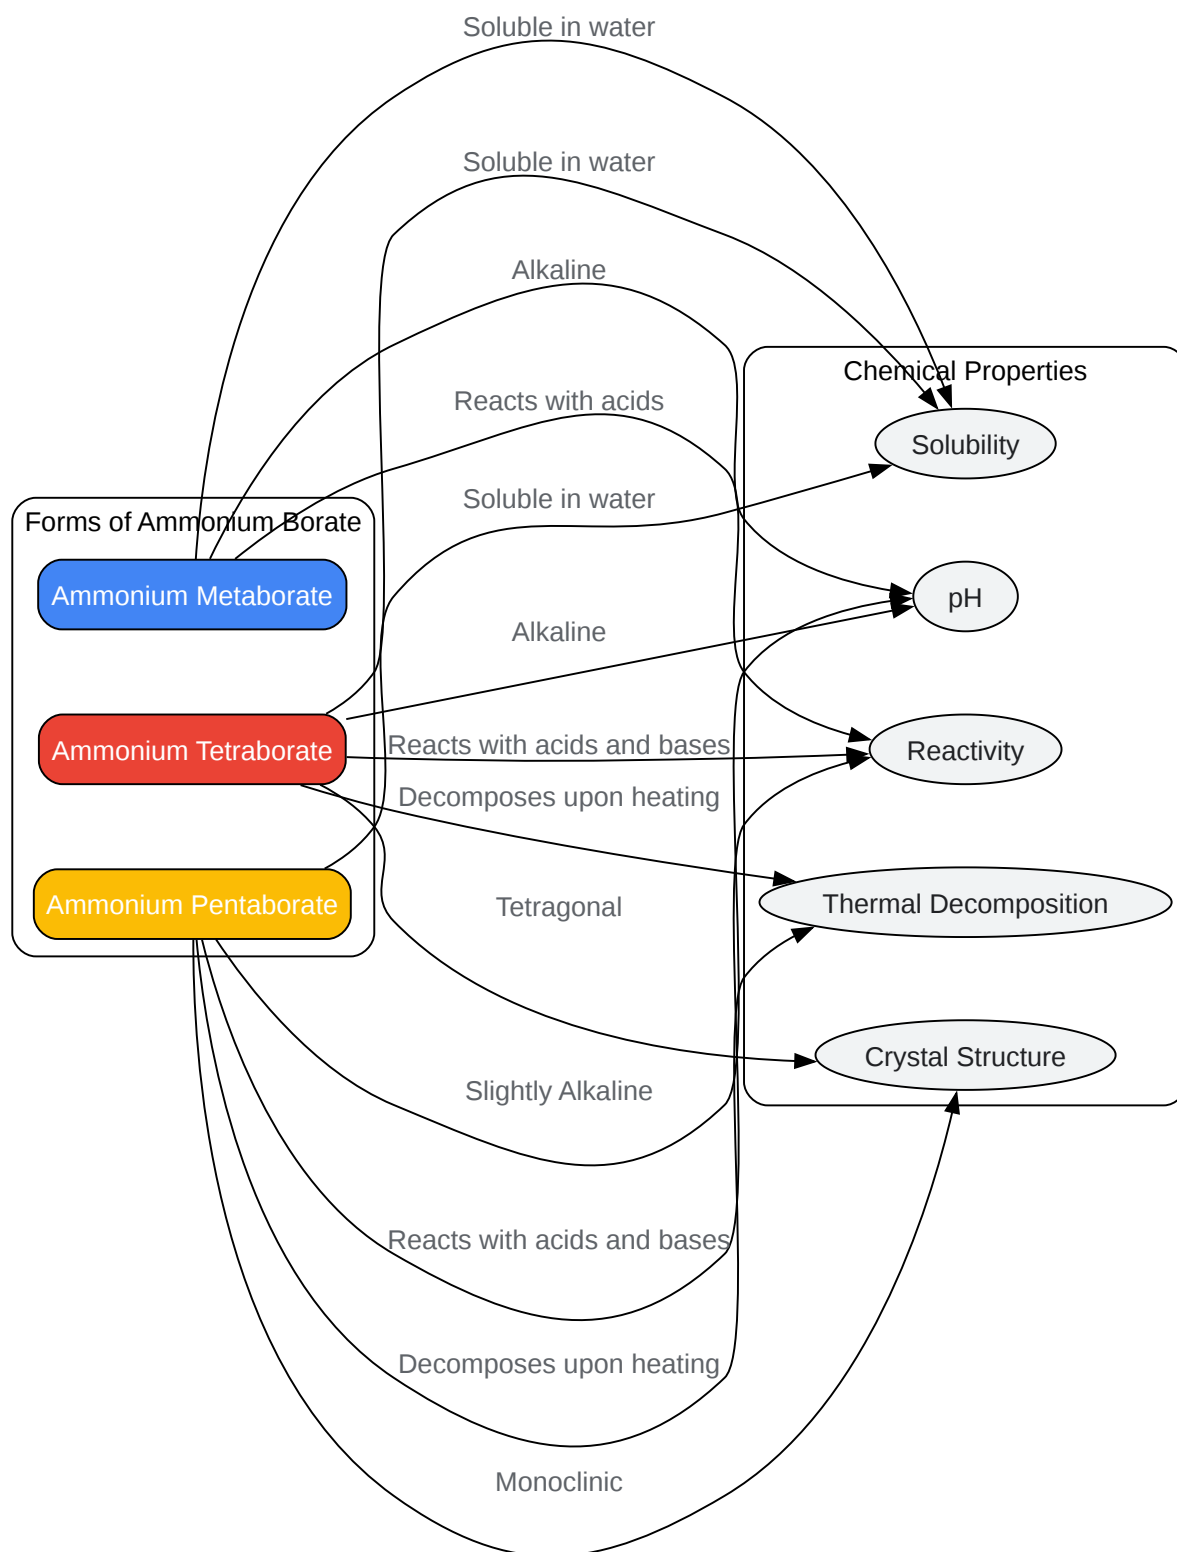 Soluble in water
Soluble in water
Alkaline
Chemical Properties
Reacts with acids
Solubility
Soluble in water
Forms of Ammonium Borate
Ammonium Metaborate
pH
Alkaline
Ammonium Tetraborate
Reacts with acids and bases
Reactivity
Decomposes upon heating
Ammonium Pentaborate
Tetragonal
Thermal Decomposition
Crystal Structure
Slightly Alkaline
Reacts with acids and bases
Decomposes upon heating
Monoclinic